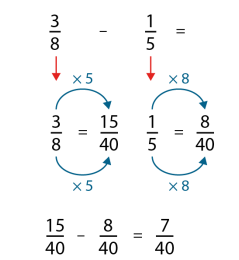 3/8 - 1/5 =
× 5 × 8
3/8 = 15/40 1/5 = 8/40
× 5 × 8
15/40 - 8/40 = 7/40